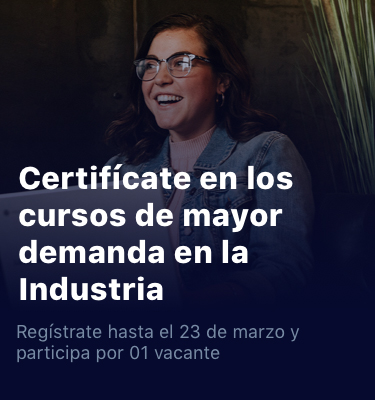 Certifícate en los
cursos de mayor
demanda en la
Industria
Regístrate hasta el 23 de marzo y
participa por 01 vacante